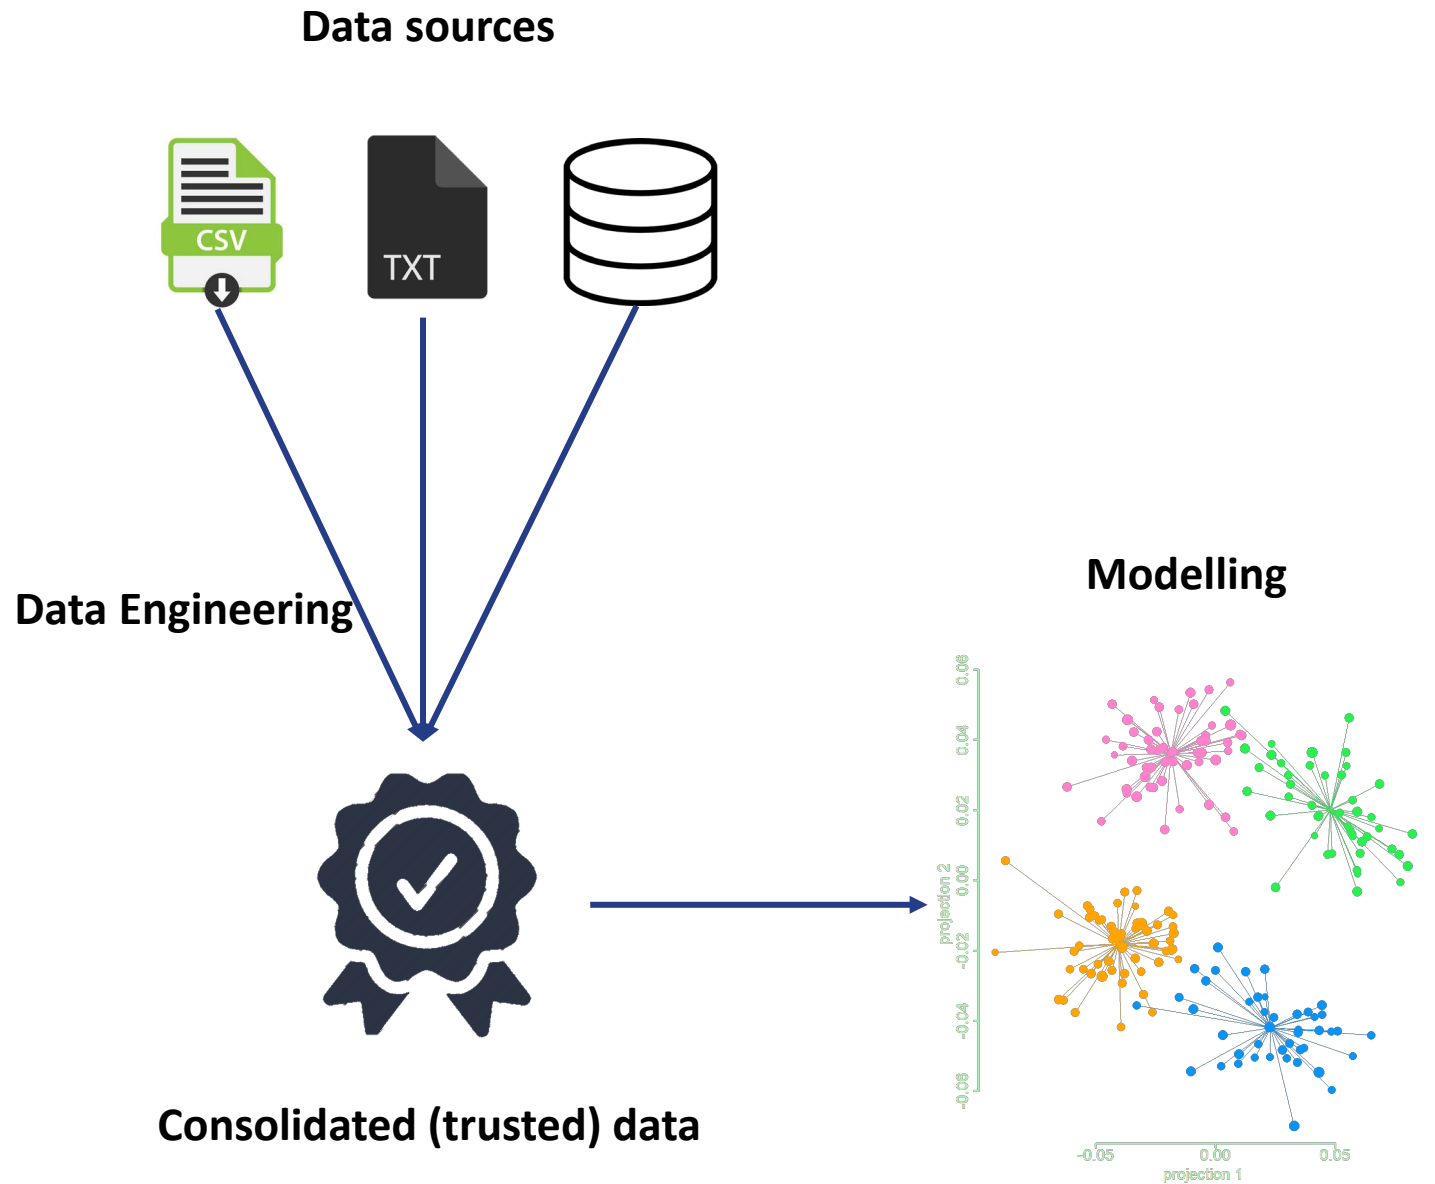 Data sources
CSV
TXT
Data Engineering
Modelling
0.06
0.04
0.02
0.00
-0.02
-0.04
-0.06
projection 2
-0.05
0.00
0.05
projection 1
Consolidated (trusted) data